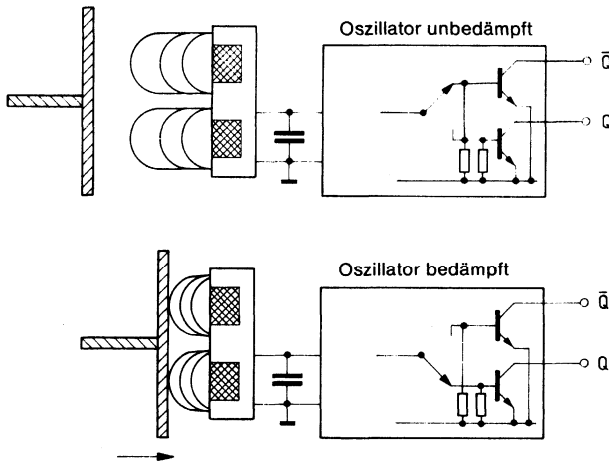 Oszillator unbedämpft
Q̅
Q
Oszillator bedämpft
Q̅
Q